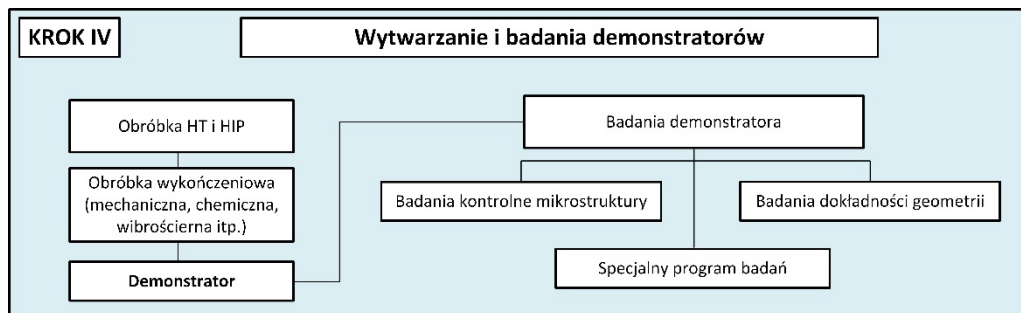 KROK IV
Wytwarzanie i badania demonstratorów
Obróbka HT i HIP
Obróbka wykończeniowa
(mechaniczna, chemiczna,
wibrościerna itp.)
Demonstrator
Badania demonstratora
Badania kontrolne mikrostruktury
Badania dokładności geometrii
Specjalny program badań